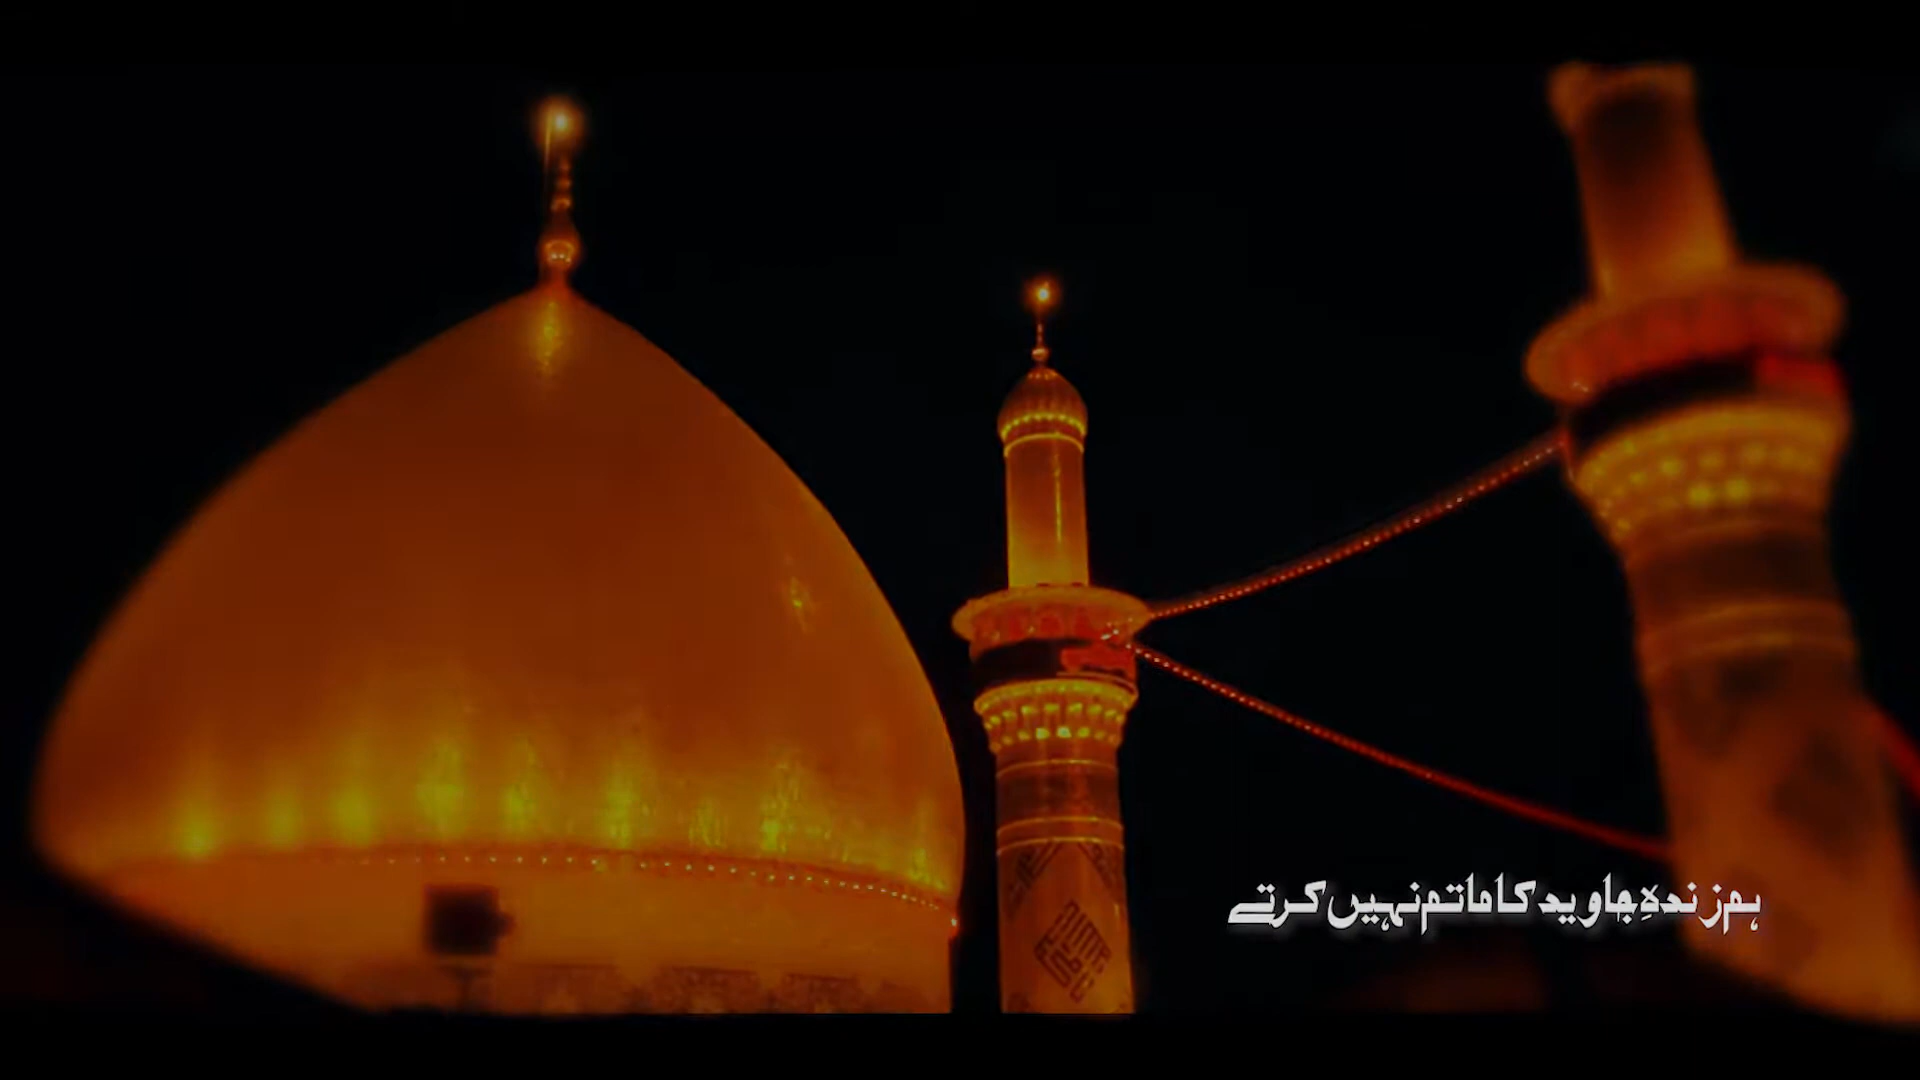 ہم زندۂ جاوید کا ماتم نہیں کرتے